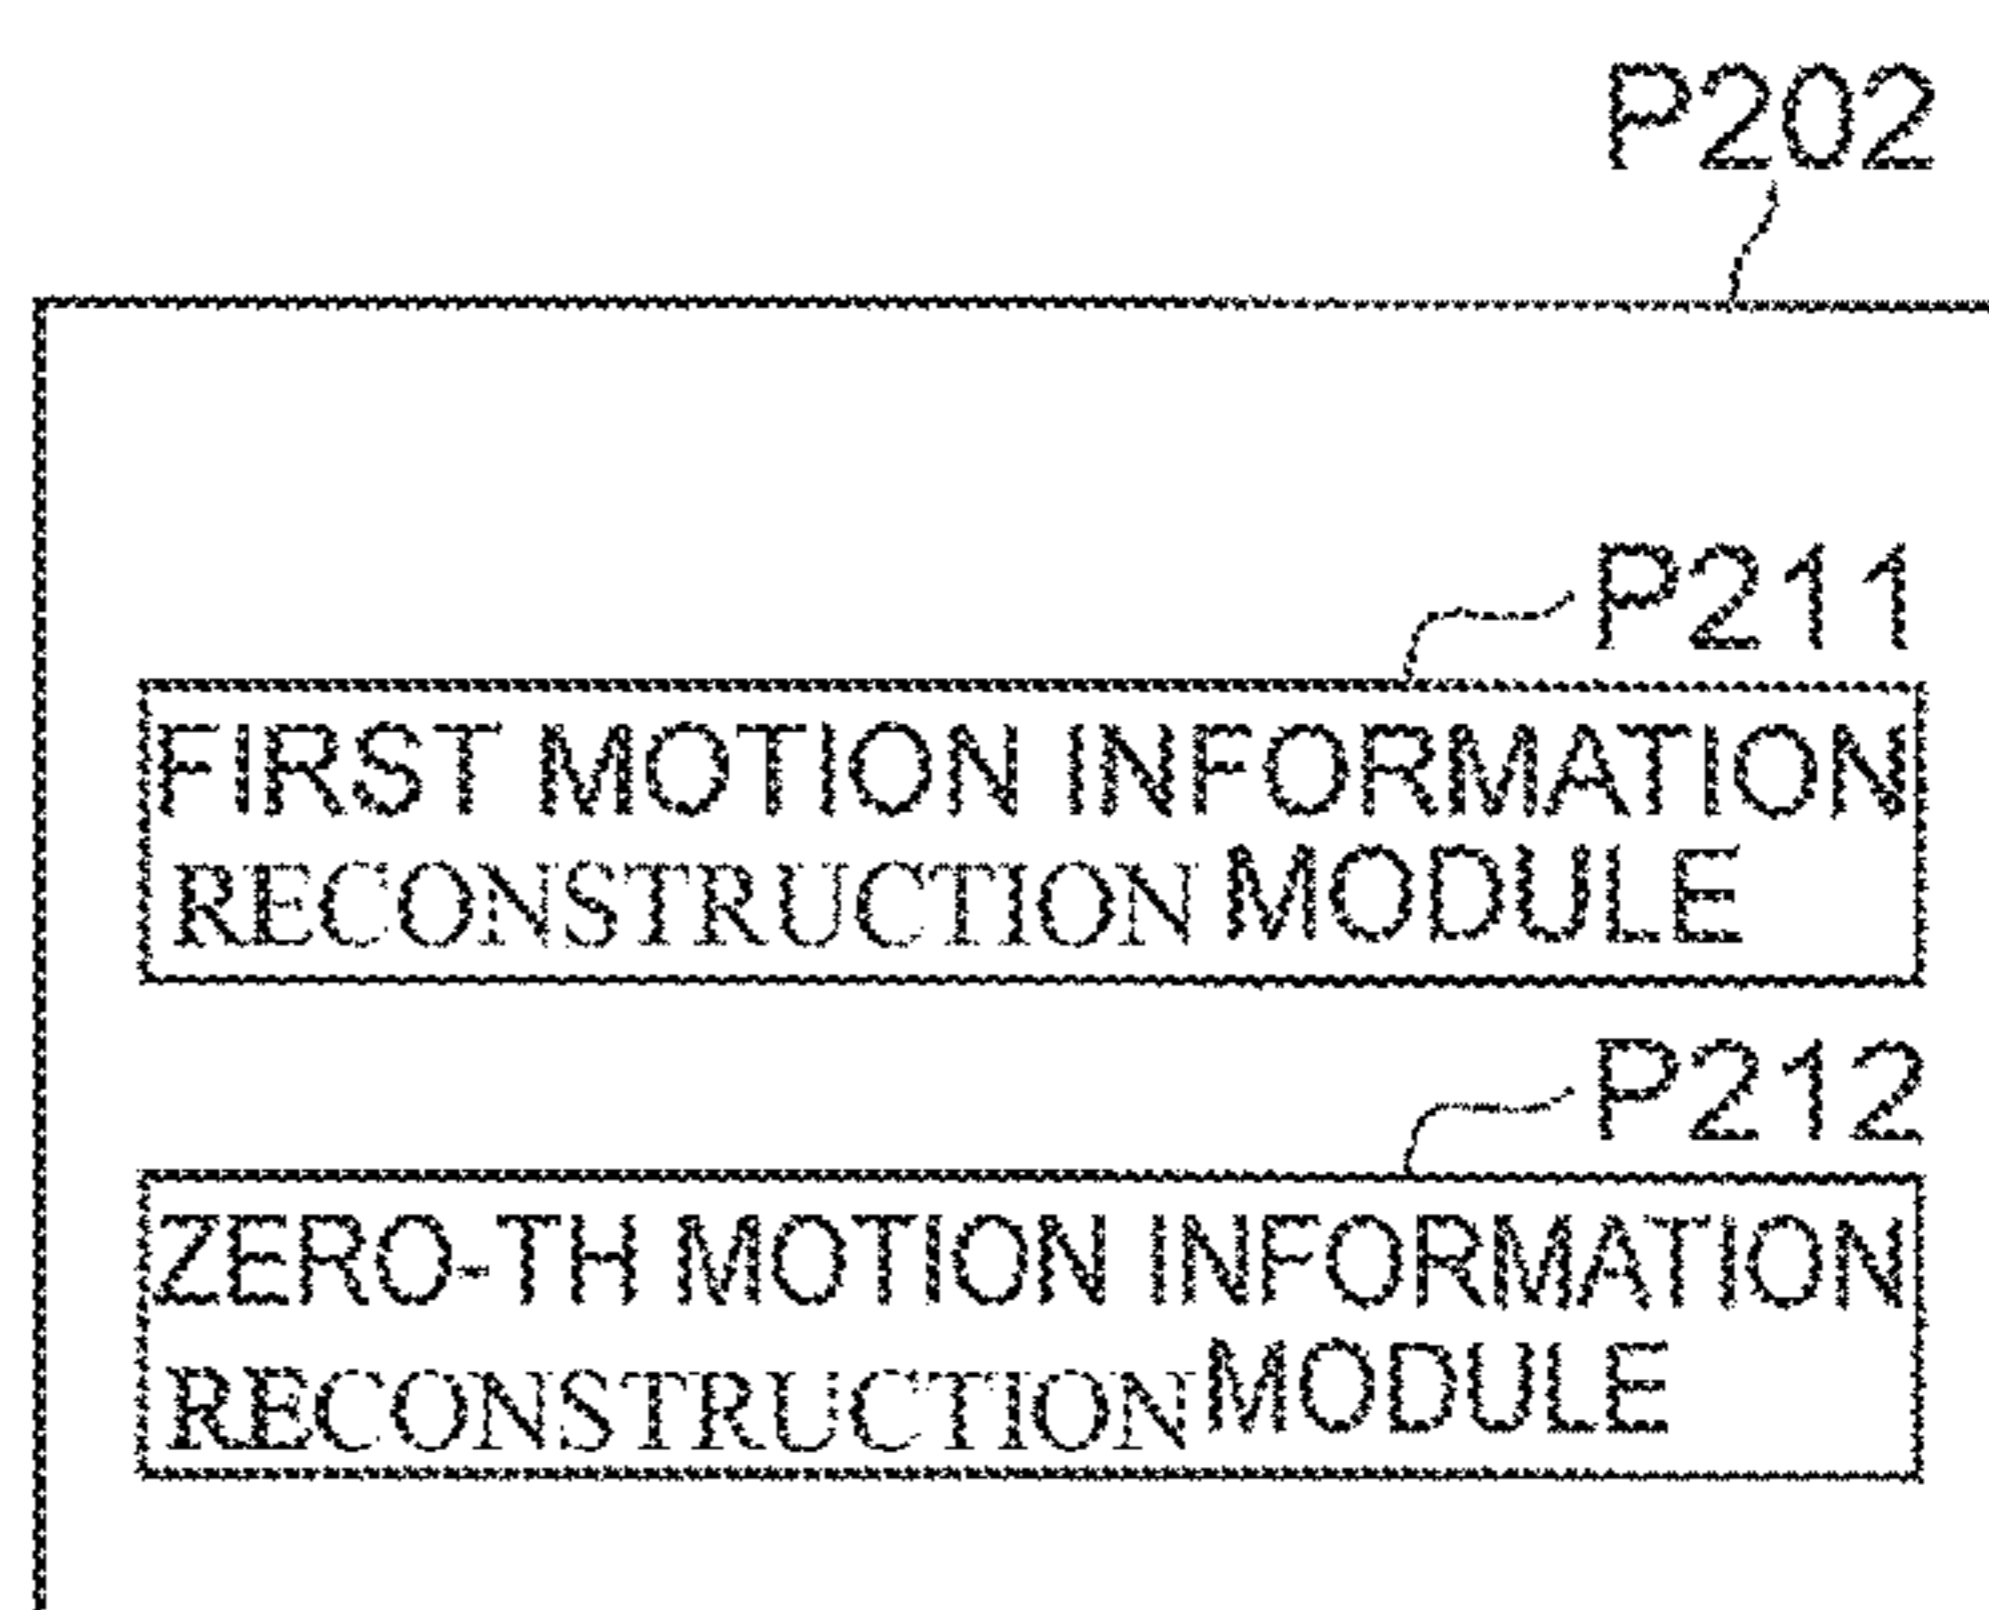 P202
P211
FIRST MOTION INFORMATION
RECONSTRUCTION MODULE
P212
ZERO-TH MOTION INFORMATION
RECONSTRUCTION MODULE